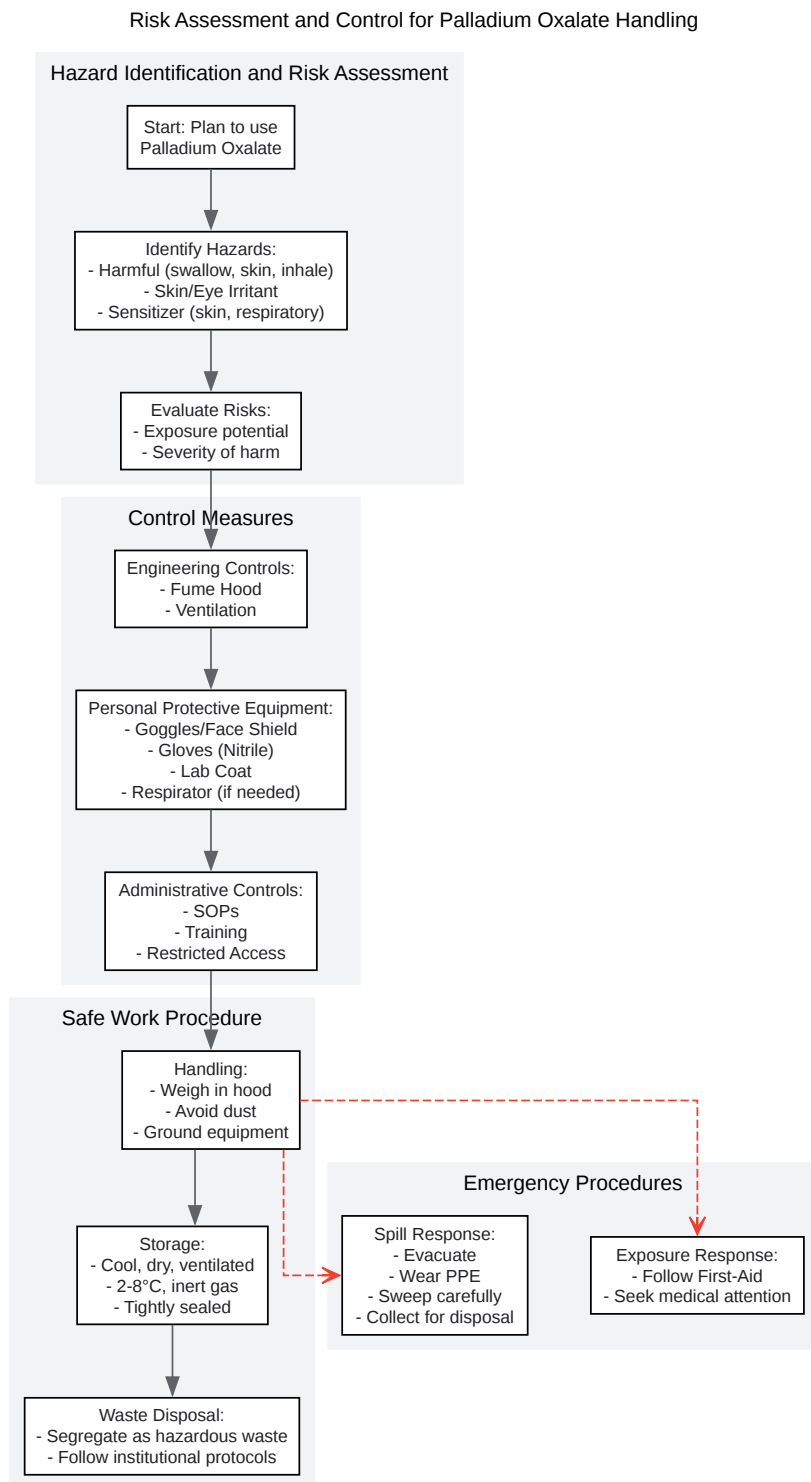 Risk Assessment and Control for Palladium Oxalate Handling
Hazard Identification and Risk Assessment
Start: Plan to use
Palladium Oxalate
Identify Hazards:
- Harmful (swallow, skin, inhale)
- Skin/Eye Irritant
- Sensitizer (skin, respiratory)
Evaluate Risks:
- Exposure potential
- Severity of harm
Control Measures
Engineering Controls:
- Fume Hood
- Ventilation
Personal Protective Equipment:
- Goggles/Face Shield
- Gloves (Nitrile)
- Lab Coat
- Respirator (if needed)
Administrative Controls:
- SOPs
- Training
- Restricted Access
Safe Work Procedure
Handling:
- Weigh in hood
- Avoid dust
- Ground equipment
Storage:
- Cool, dry, ventilated
- 2-8°C, inert gas
- Tightly sealed
Waste Disposal:
- Segregate as hazardous waste
- Follow institutional protocols
Emergency Procedures
Spill Response:
- Evacuate
- Wear PPE
- Sweep carefully
- Collect for disposal
Exposure Response:
- Follow First-Aid
- Seek medical attention